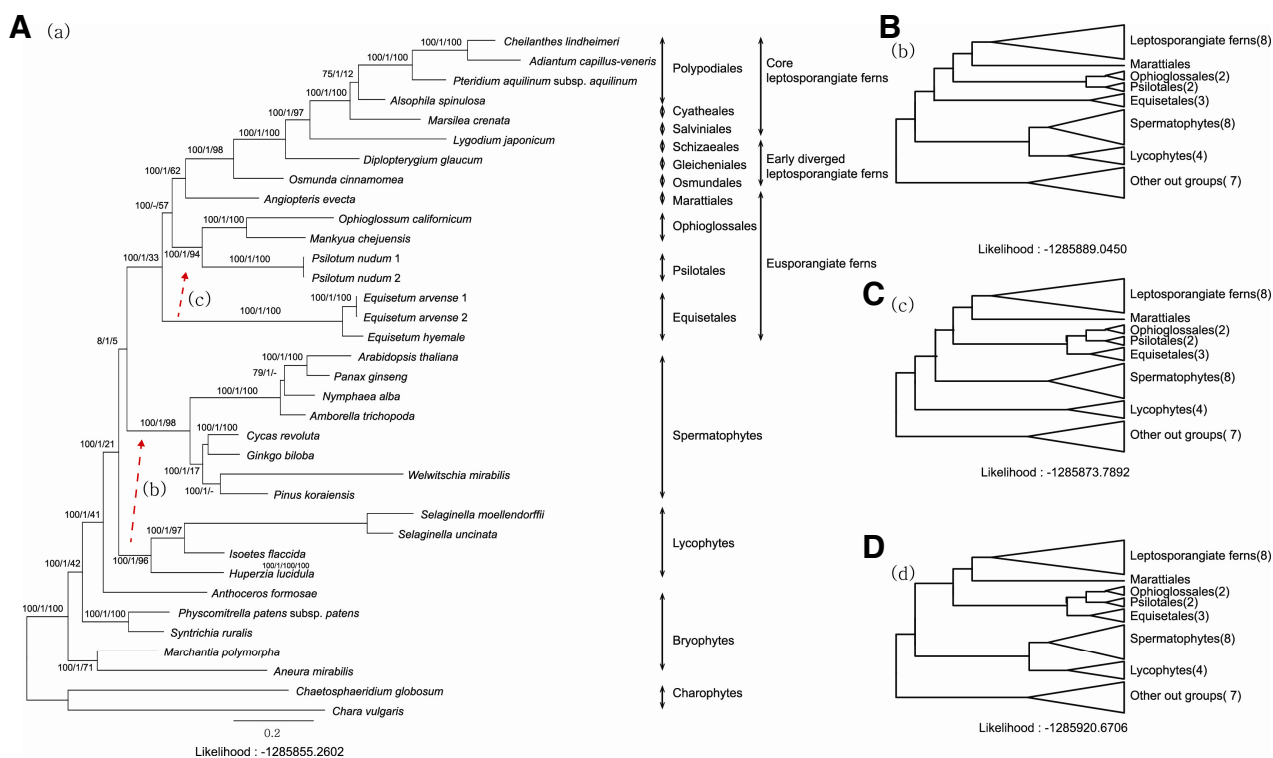 A (a)
100/1/100 Cheilanthes lindheimeri
100/1/100 Adiantum capillus-veneris
75/1/12 Pteridium aquilinum subsp. aquilinum
100/1/100 Alsophila spinulosa
100/1/97 Marsilea crenata
100/1/100 Lygodium japonicum
100/1/98 Diplopterygium glaucum
100/1/62 Osmunda cinnamomea
Angiopteris evecta
100/-/57
100/1/100 Ophioglossum californicum
Mankyua chejuensis
100/1/33 100/1/94
100/1/100 Psilotum nudum 1
Psilotum nudum 2
(c)
100/1/100 Equisetum arvense 1
100/1/100 Equisetum arvense 2
Equisetum hyemale
8/1/5
100/1/100 Arabidopsis thaliana
79/1/- Panax ginseng
100/1/100 Nymphaea alba
Amborella trichopoda
100/1/98
100/1/100 Cycas revoluta
Ginkgo biloba
100/1/21
100/1/17 Welwitschia mirabilis
100/1/- Pinus koraiensis
(b)
100/1/41
Selaginella moellendorffii
100/1/97 Selaginella uncinata
100/1/96 Isoetes flaccida
100/1/100/100
Huperzia lucidula
100/1/42
Anthoceros formosae
100/1/100
100/1/100 Physcomitrella patens subsp. patens
Syntrichia ruralis
Marchantia polymorpha
100/1/71 Aneura mirabilis
Chaetosphaeridium globosum
Chara vulgaris
0.2
Likelihood : -1285855.2602
Polypodiales
Cyatheales
Salviniales
Schizaeales
Gleicheniales
Osmundales
Marattiales
Ophioglossales
Psilotales
Equisetales
Spermatophytes
Lycophytes
Bryophytes
Charophytes
Core
leptosporangiate ferns
Early diverged
leptosporangiate ferns
Eusporangiate ferns
B (b)
Leptosporangiate ferns(8)
Marattiales
Ophioglossales(2)
Psilotales(2)
Equisetales(3)
Spermatophytes(8)
Lycophytes(4)
Other out groups( 7)
Likelihood : -1285889.0450
C (c)
Leptosporangiate ferns(8)
Marattiales
Ophioglossales(2)
Psilotales(2)
Equisetales(3)
Spermatophytes(8)
Lycophytes(4)
Other out groups( 7)
Likelihood : -1285873.7892
D (d)
Leptosporangiate ferns(8)
Marattiales
Ophioglossales(2)
Psilotales(2)
Equisetales(3)
Spermatophytes(8)
Lycophytes(4)
Other out groups( 7)
Likelihood : -1285920.6706